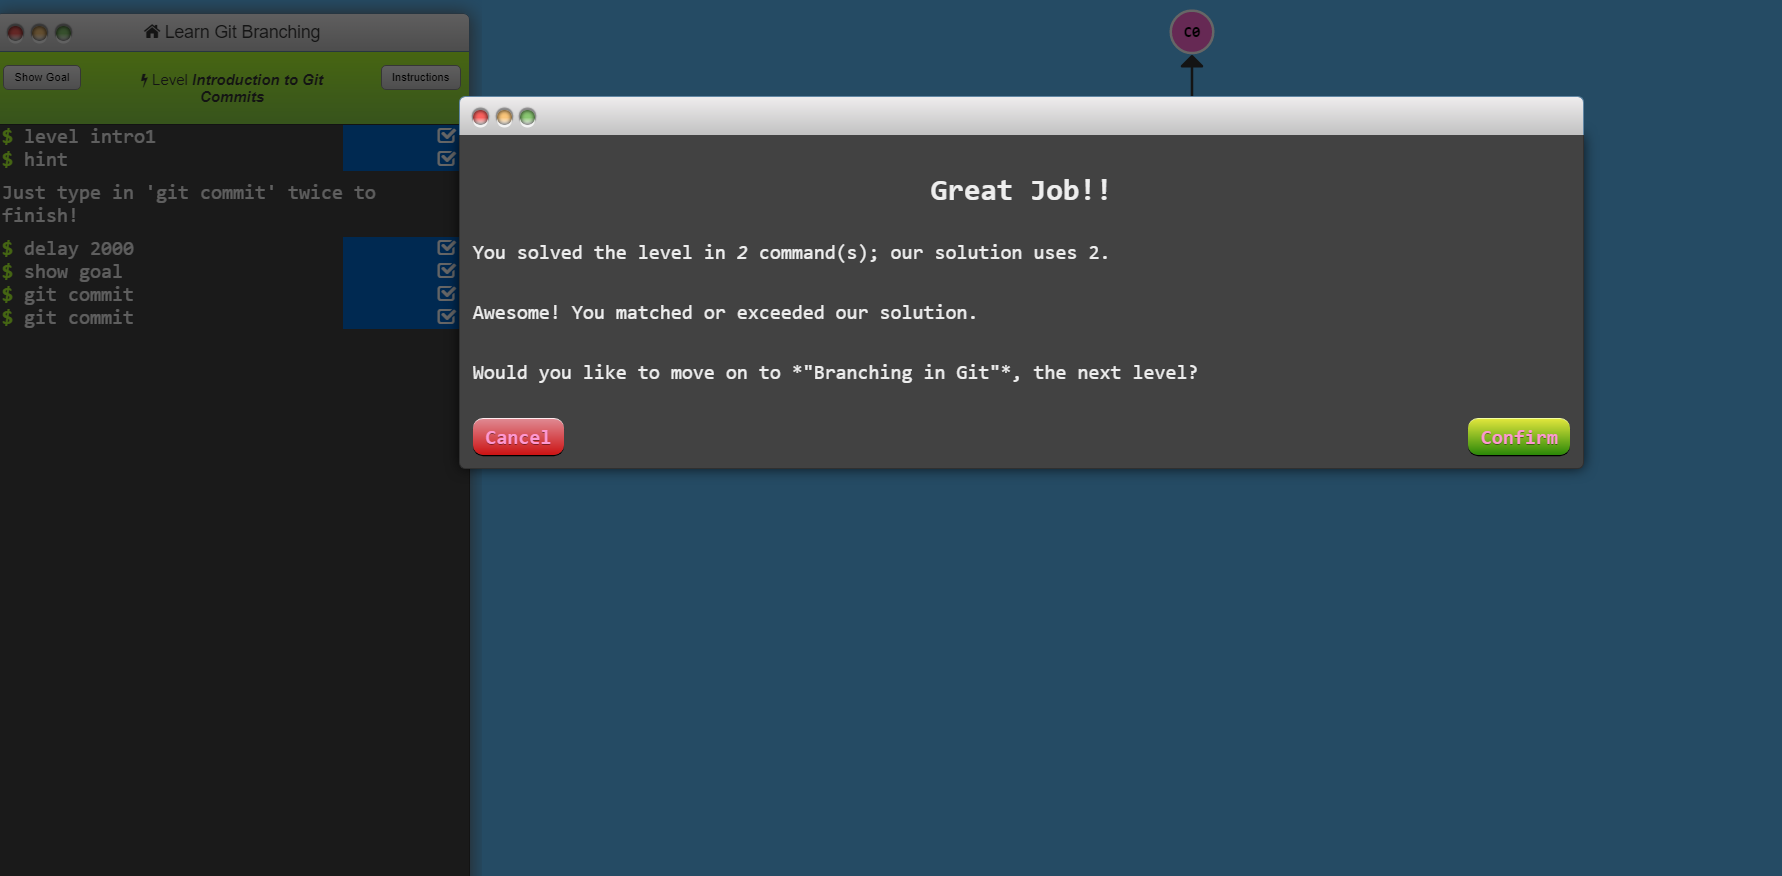 Learn Git Branching
Show Goal
Level Introduction to Git
Commits
Instructions
$ level intro1
$ hint
Just type in 'git commit' twice to
finish!
$ delay 2000
$ show goal
$ git commit
$ git commit
C0
Great Job!!
You solved the level in 2 command(s); our solution uses 2.
Awesome! You matched or exceeded our solution.
Would you like to move on to *"Branching in Git"*, the next level?
Cancel
Confirm